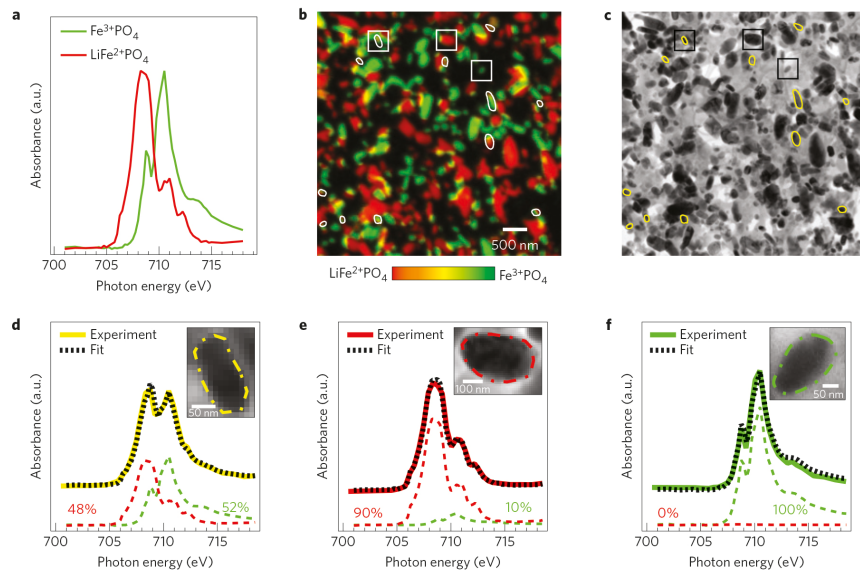 a
Fe³⁺PO₄
LiFe²⁺PO₄
Absorbance (a.u.)
700 705 710 715
Photon energy (eV)
b
500 nm
LiFe²⁺PO₄ Fe³⁺PO₄
c
d
Experiment
Fit
50 nm
Absorbance (a.u.)
48% 52%
700 705 710 715
Photon energy (eV)
e
Experiment
Fit
100 nm
Absorbance (a.u.)
90% 10%
700 705 710 715
Photon energy (eV)
f
Experiment
Fit
50 nm
Absorbance (a.u.)
0% 100%
700 705 710 715
Photon energy (eV)